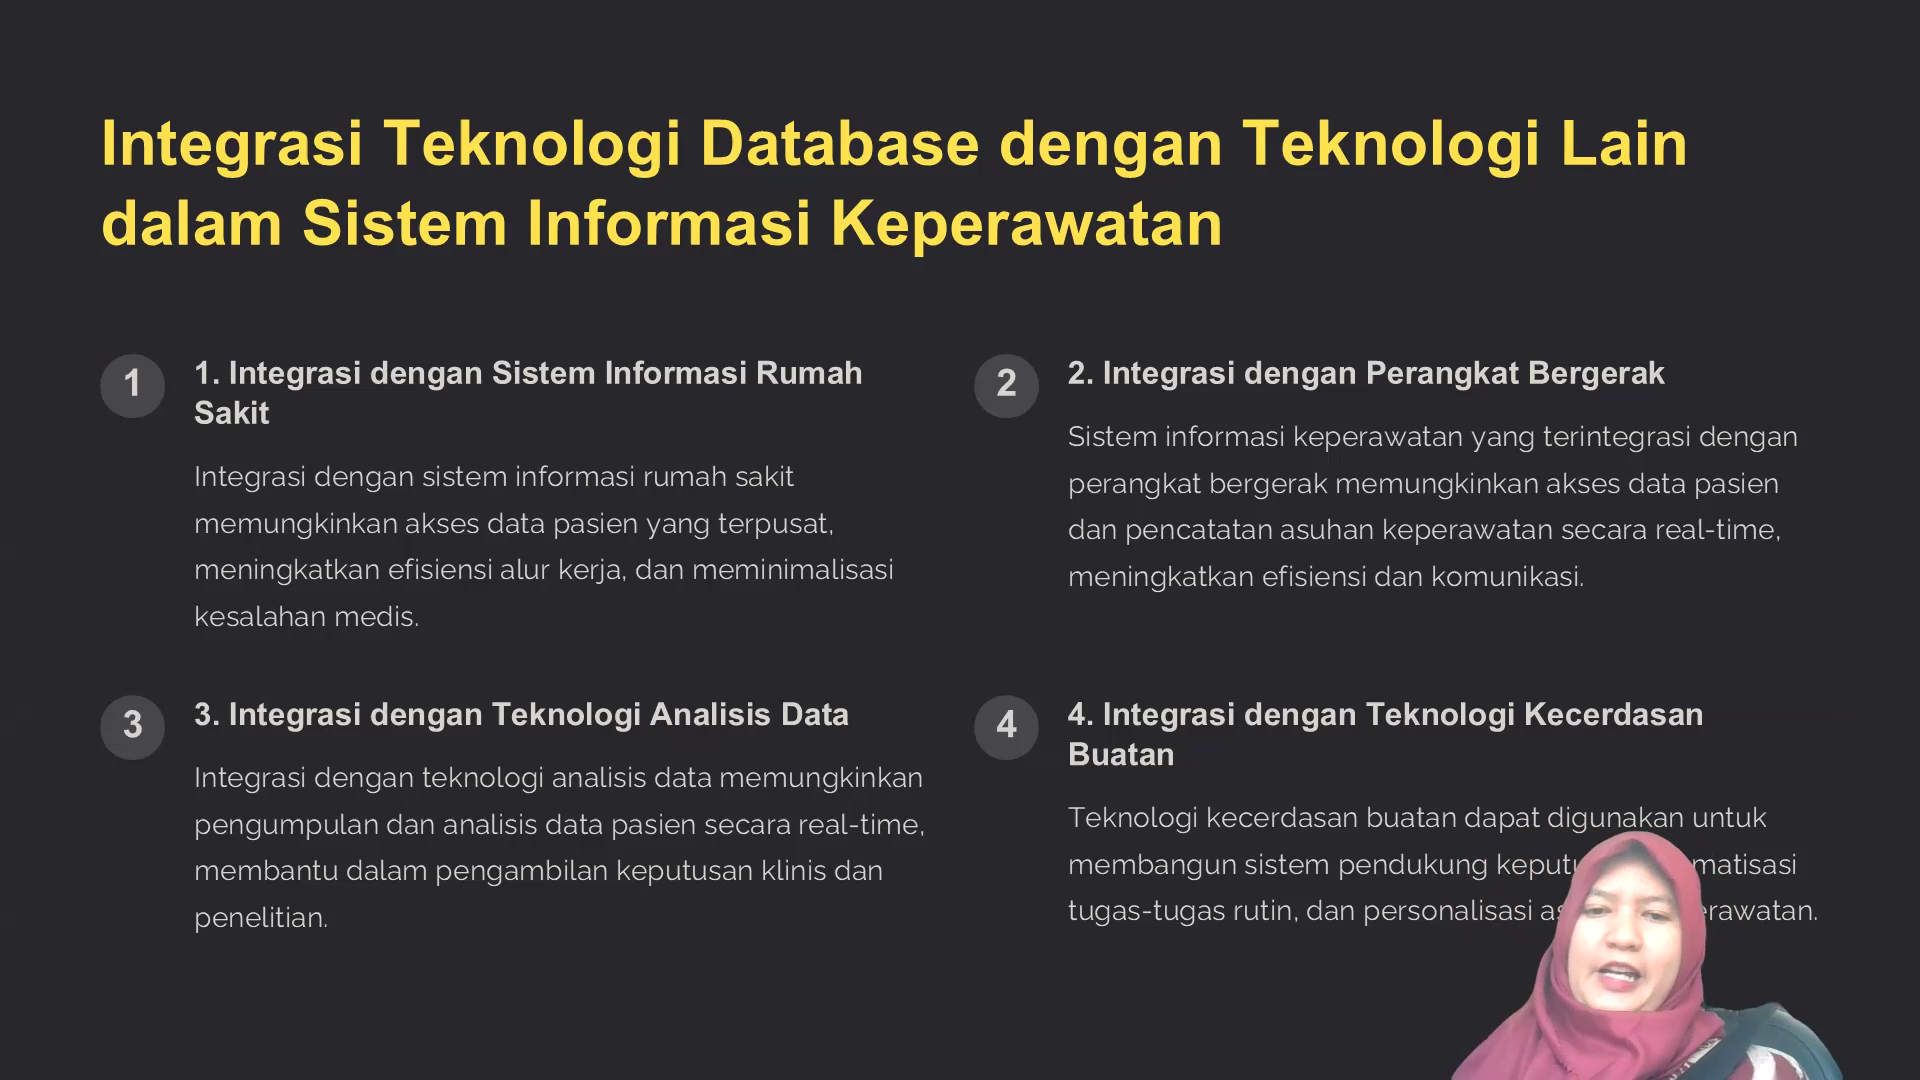 Integrasi Teknologi Database dengan Teknologi Lain
dalam Sistem Informasi Keperawatan
1
1. Integrasi dengan Sistem Informasi Rumah
Sakit
Integrasi dengan sistem informasi rumah sakit
memungkinkan akses data pasien yang terpusat,
meningkatkan efisiensi alur kerja, dan meminimalisasi
kesalahan medis.
2
2. Integrasi dengan Perangkat Bergerak
Sistem informasi keperawatan yang terintegrasi dengan
perangkat bergerak memungkinkan akses data pasien
dan pencatatan asuhan keperawatan secara real-time,
meningkatkan efisiensi dan komunikasi.
3
3. Integrasi dengan Teknologi Analisis Data
Integrasi dengan teknologi analisis data memungkinkan
pengumpulan dan analisis data pasien secara real-time,
membantu dalam pengambilan keputusan klinis dan
penelitian.
4
4. Integrasi dengan Teknologi Kecerdasan
Buatan
Teknologi kecerdasan buatan dapat digunakan untuk
membangun sistem pendukung
tugas-tugas rutin, dan personalisasi